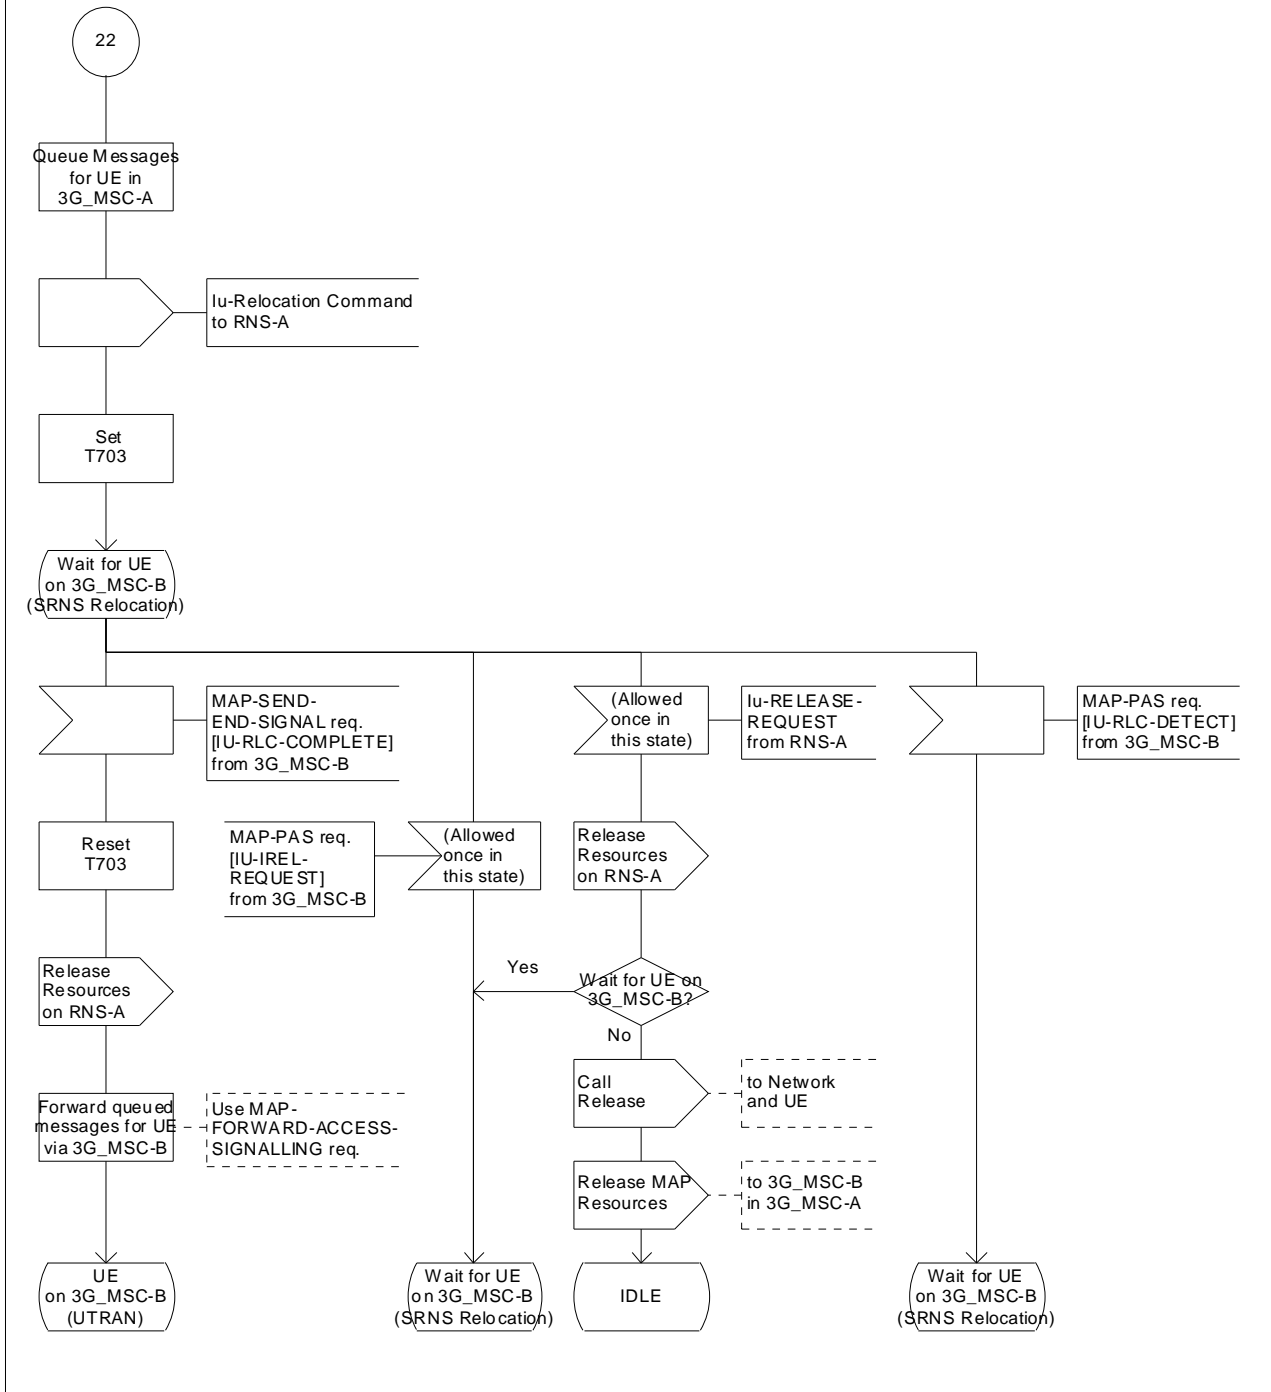 22
Queue Messages
for UE in
3G_MSC-A
Iu-Relocation Command
to RNS-A
Set
T703
Wait for UE
on 3G_MSC-B
(SRNS Relocation)
MAP-SEND-
END-SIGNAL req.
[IU-RLC-COMPLETE]
from 3G_MSC-B
(Allowed
once in
this state)
Iu-RELEASE-
REQUEST
from RNS-A
MAP-PAS req.
[IU-RLC-DETECT]
from 3G_MSC-B
Reset
T703
MAP-PAS req.
[IU-IREL-
REQUEST]
from 3G_MSC-B
(Allowed
once in
this state)
Release
Resources
on RNS-A
Release
Resources
on RNS-A
Yes
Wait for UE on
3G_MSC-B?
No
Call
Release
to Network
and UE
Forward queued
messages for UE
via 3G_MSC-B
Use MAP-
FORWARD-ACCESS-
SIGNALLING req.
Release MAP
Resources
to 3G_MSC-B
in 3G_MSC-A
UE
on 3G_MSC-B
(UTRAN)
Wait for UE
on 3G_MSC-B
(SRNS Relocation)
IDLE
Wait for UE
on 3G_MSC-B
(SRNS Relocation)